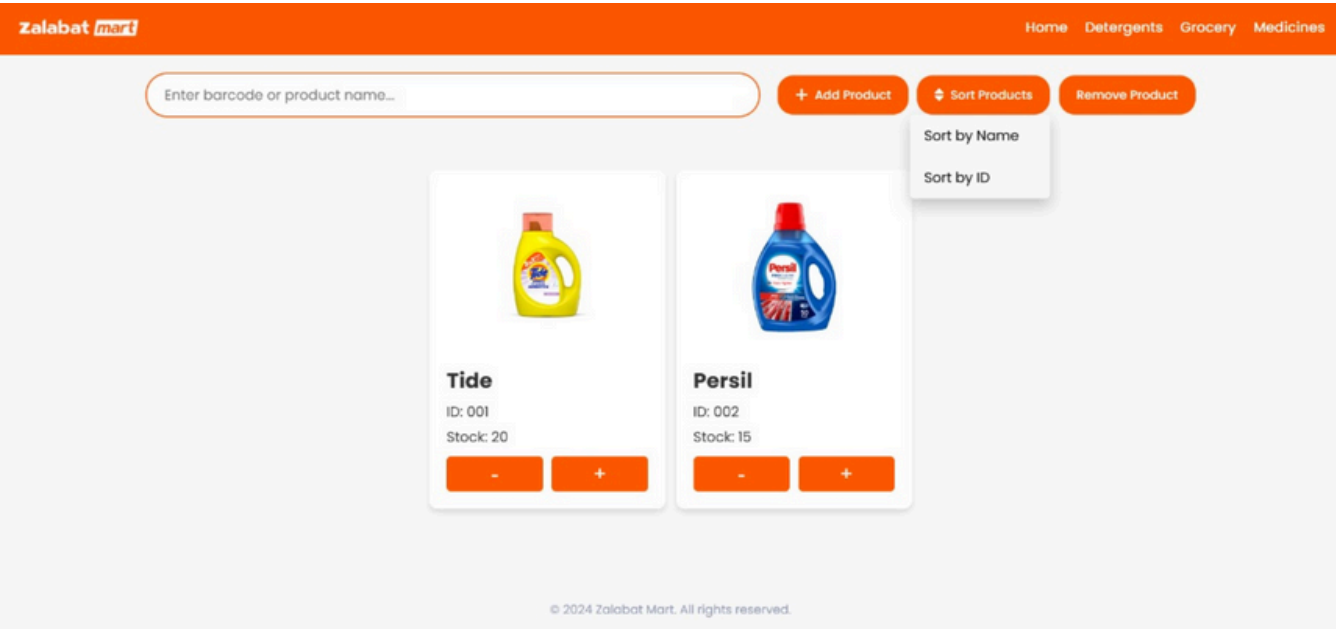 Zalabat mart
Home Detergents Grocery Medicines
Enter barcode or product name...
+ Add Product
Sort Products
Remove Product
Sort by Name
Sort by ID
Tide
Persil
Tide
ID: 001
Stock: 20
- +
Persil
ID: 002
Stock: 15
- +
© 2024 Zalabat Mart. All rights reserved.